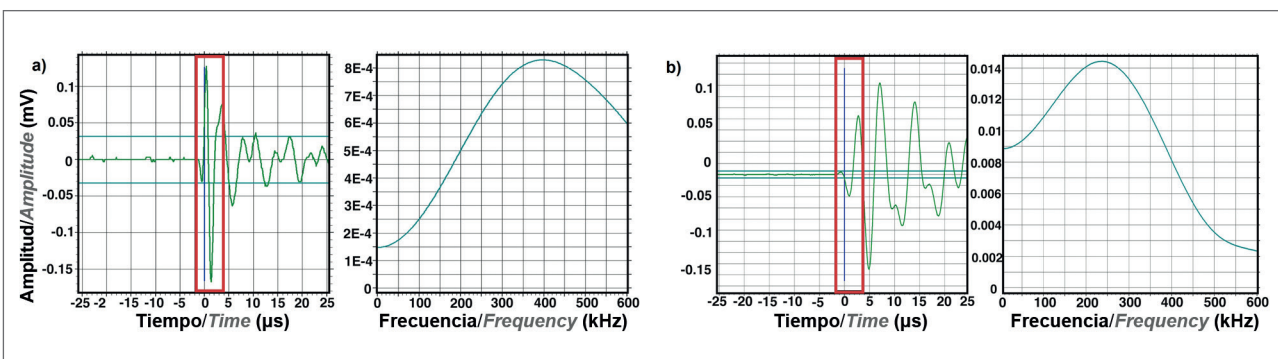 a)
Amplitud/Amplitude (mV)
0.1
0.05
0
-0.05
-0.1
-0.15
-25 -2 -15 -10 -5 0 5 10 15 20 25
Tiempo/Time (µs)
8E-4
7E-4
6E-4
5E-4
4E-4
3E-4
2E-4
1E-4
0 100 200 300 400 500 600
Frecuencia/Frequency (kHz)
b)
0.1
0.05
0
-0.05
-0.1
-0.15
-25 -20 -15 -10 -5 0 5 10 15 20 25
Tiempo/Time (µs)
0.014
0.012
0.01
0.008
0.006
0.004
0.002
0 100 200 300 400 500 600
Frecuencia/Frequency (kHz)